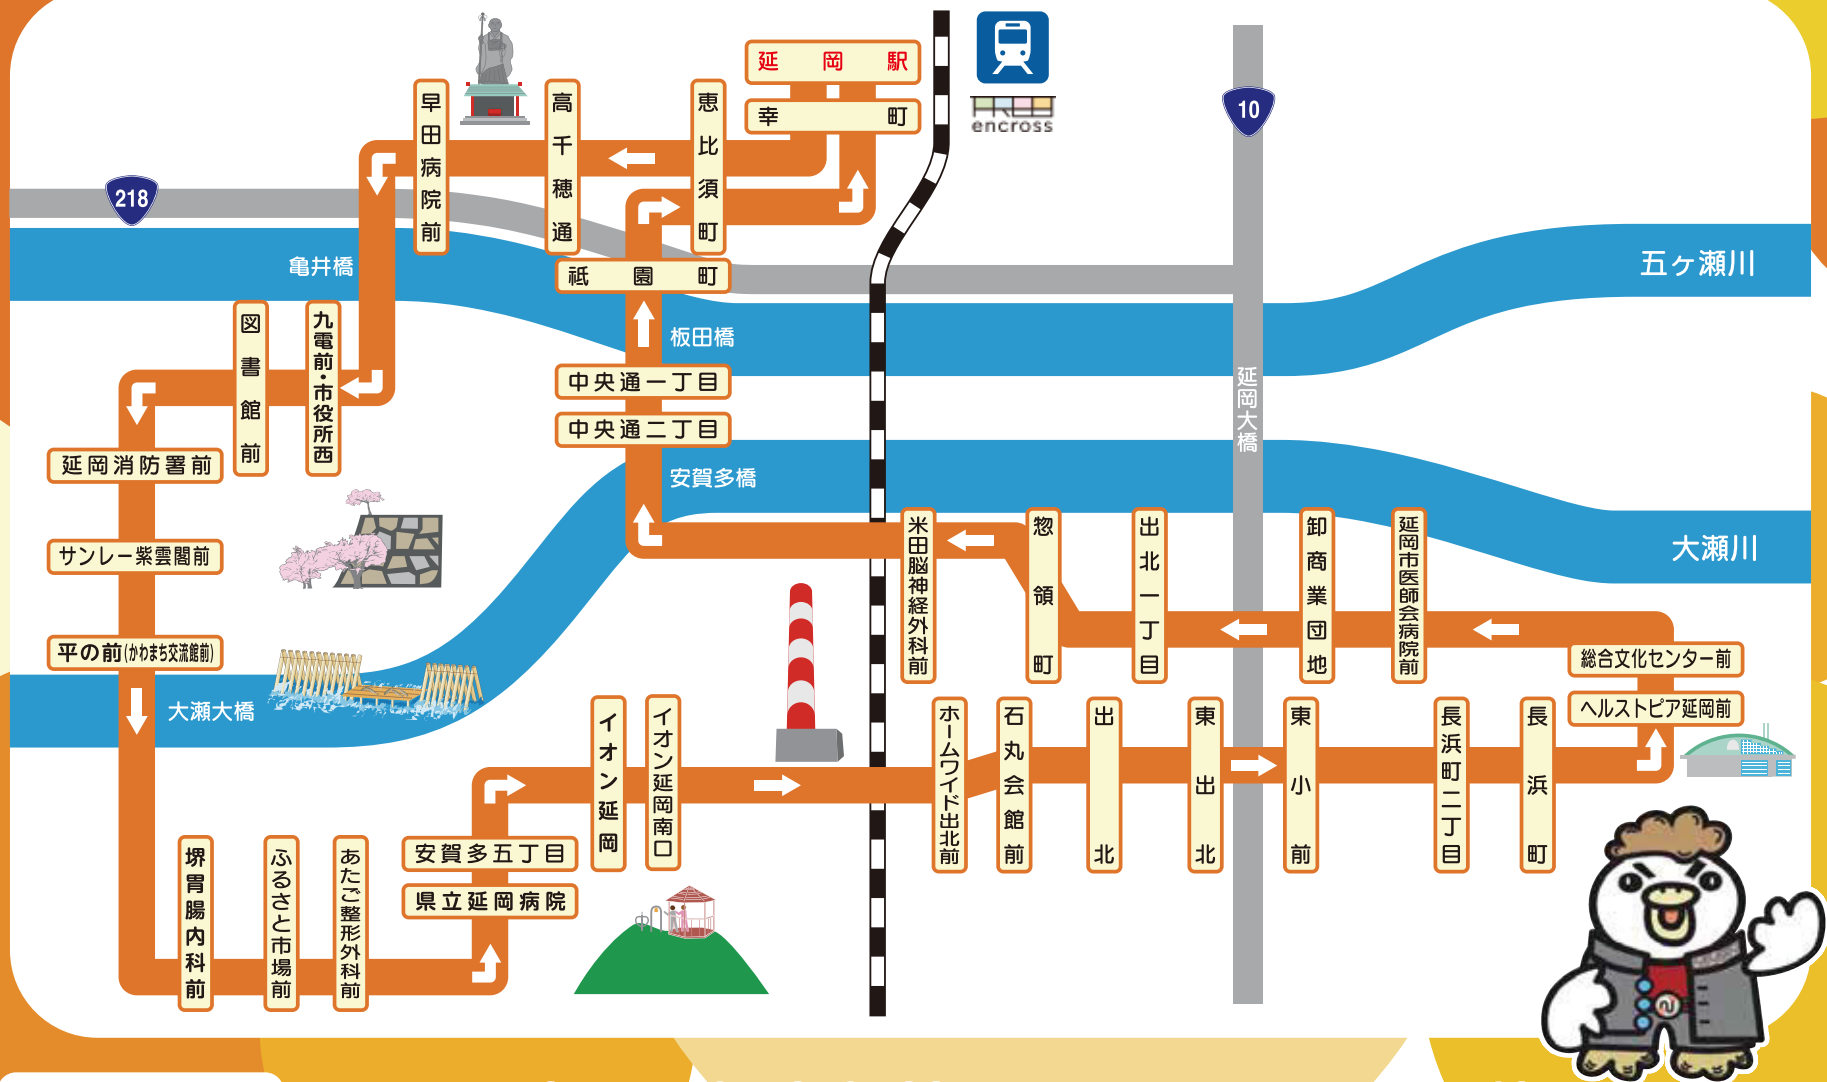 延岡駅
幸町
恵比須町
高千穂通
早田病院前
encross
10
218
亀井橋
祇園町
五ヶ瀬川
板田橋
図書館前
九電前・市役所西
中央通一丁目
中央通二丁目
延岡大橋
延岡消防署前
安賀多橋
サンレー紫雲閣前
米田脳神経外科前
惣領町
出北一丁目
卸商業団地
延岡市医師会病院前
大瀬川
平の前(かわまち交流館前)
総合文化センター前
ヘルストピア延岡前
大瀬大橋
イオン延岡
イオン延岡南口
ホームワイド出北前
石丸会館前
出北
東出北
東小前
長浜町二丁目
長浜町
堺胃腸内科前
ふるさと市場前
あたご整形外科前
安賀多五丁目
県立延岡病院